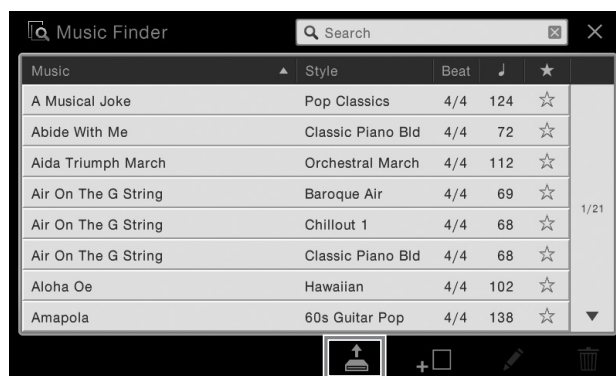 Music Finder Search
Music Style Beat
A Musical Joke Pop Classics 4/4 124
Abide With Me Classic Piano Bld 4/4 72
Aida Triumph March Orchestral March 4/4 112
Air On The G String Baroque Air 4/4 69
Air On The G String Chillout 1 4/4 68
1/21
Air On The G String Classic Piano Bld 4/4 68
Aloha Oe Hawaiian 4/4 102
Amapola 60s Guitar Pop 4/4 138